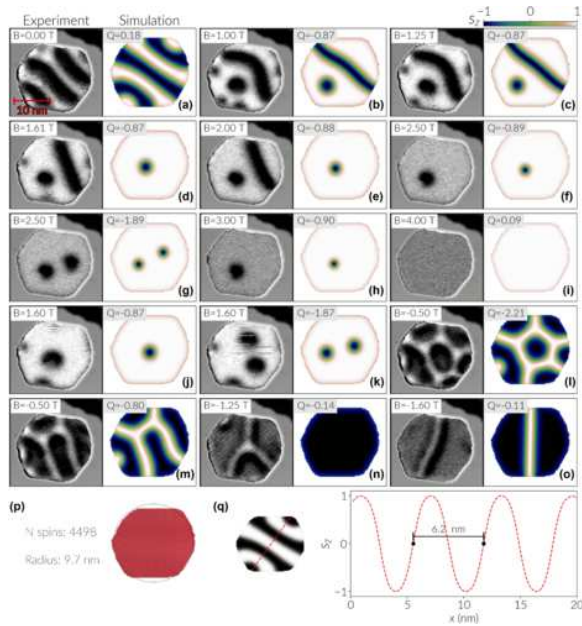 Experiment Simulation
S_z
−1 0 1
B=0.00 T Q=0.18 B=1.00 T Q=−0.87 B=1.25 T Q=−0.87
10 nm
(a) (b) (c)
B=1.61 T Q=−0.87 B=2.00 T Q=−0.88 B=2.50 T Q=−0.89
(d) (e) (f)
B=2.50 T Q=−1.89 B=3.00 T Q=−0.90 B=4.00 T Q=0.09
(g) (h) (i)
B=1.60 T Q=−0.87 B=1.60 T Q=−1.87 B=−0.50 T Q=−2.21
(j) (k) (l)
B=−0.50 T Q=−0.80 B=−1.25 T Q=−0.14 B=−1.60 T Q=−0.11
(m) (n) (o)
(p) (q)
N spins: 4498
Radius: 9.7 nm
1
6.2 nm
S_z
0
−1
0 5 10 15 20
x (nm)